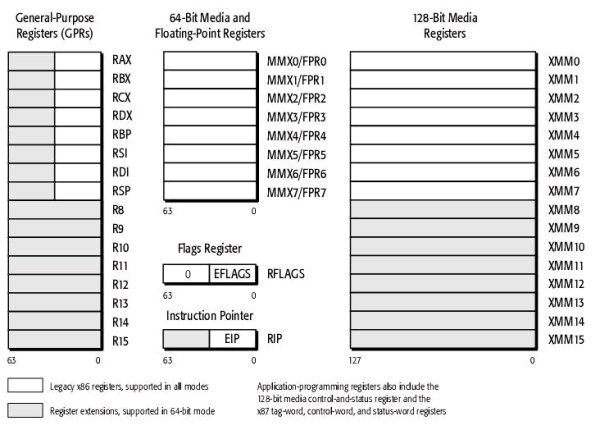 General-Purpose
Registers (GPRs)
RAX
RBX
RCX
RDX
RBP
RSI
RDI
RSP
R8
R9
R10
R11
R12
R13
R14
R15
63 0
64-Bit Media and
Floating-Point Registers
MMX0/FPR0
MMX1/FPR1
MMX2/FPR2
MMX3/FPR3
MMX4/FPR4
MMX5/FPR5
MMX6/FPR6
MMX7/FPR7
63 0
Flags Register
0 EFLAGS RFLAGS
63 0
Instruction Pointer
EIP RIP
63 0
128-Bit Media
Registers
XMM0
XMM1
XMM2
XMM3
XMM4
XMM5
XMM6
XMM7
XMM8
XMM9
XMM10
XMM11
XMM12
XMM13
XMM14
XMM15
127 0
Legacy x86 registers, supported in all modes
Register extensions, supported in 64-bit mode
Application-programming registers also include the
128-bit media control-and-status register and the
x87 tag-word, control-word, and status-word registers